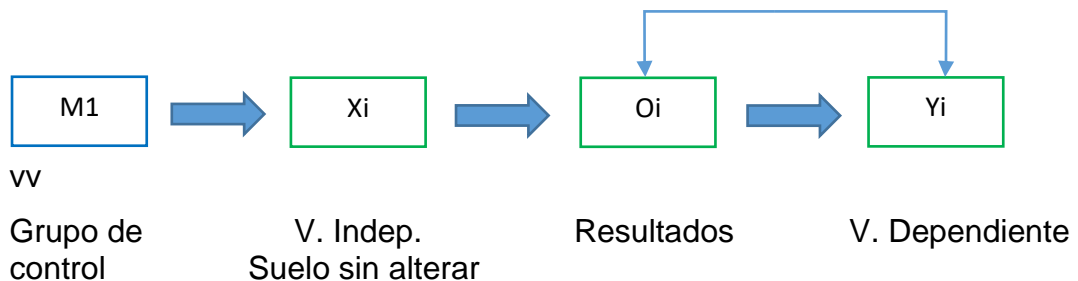 M1 Xi Oi Yi
vv
Grupo de V. Indep. Resultados V. Dependiente
control Suelo sin alterar